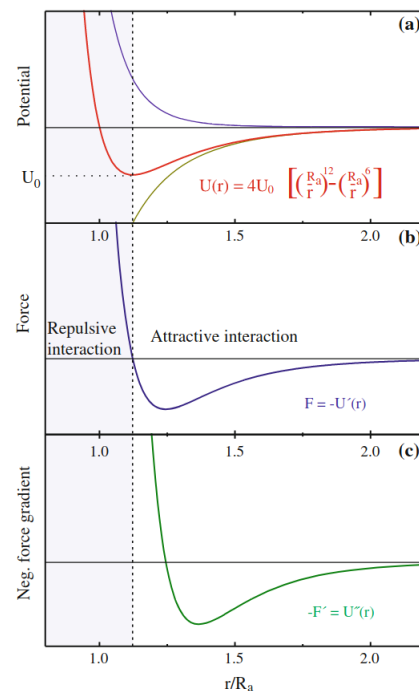 (a)
Potential
U₀
U(r) = 4U₀ [(Rₐ/r)¹² - (Rₐ/r)⁶]
1.0 1.5 2.0
(b)
Force
Repulsive interaction
Attractive interaction
F = -U′(r)
1.0 1.5 2.0
(c)
Neg. force gradient
-F′ = U″(r)
1.0 1.5 2.0
r/Rₐ